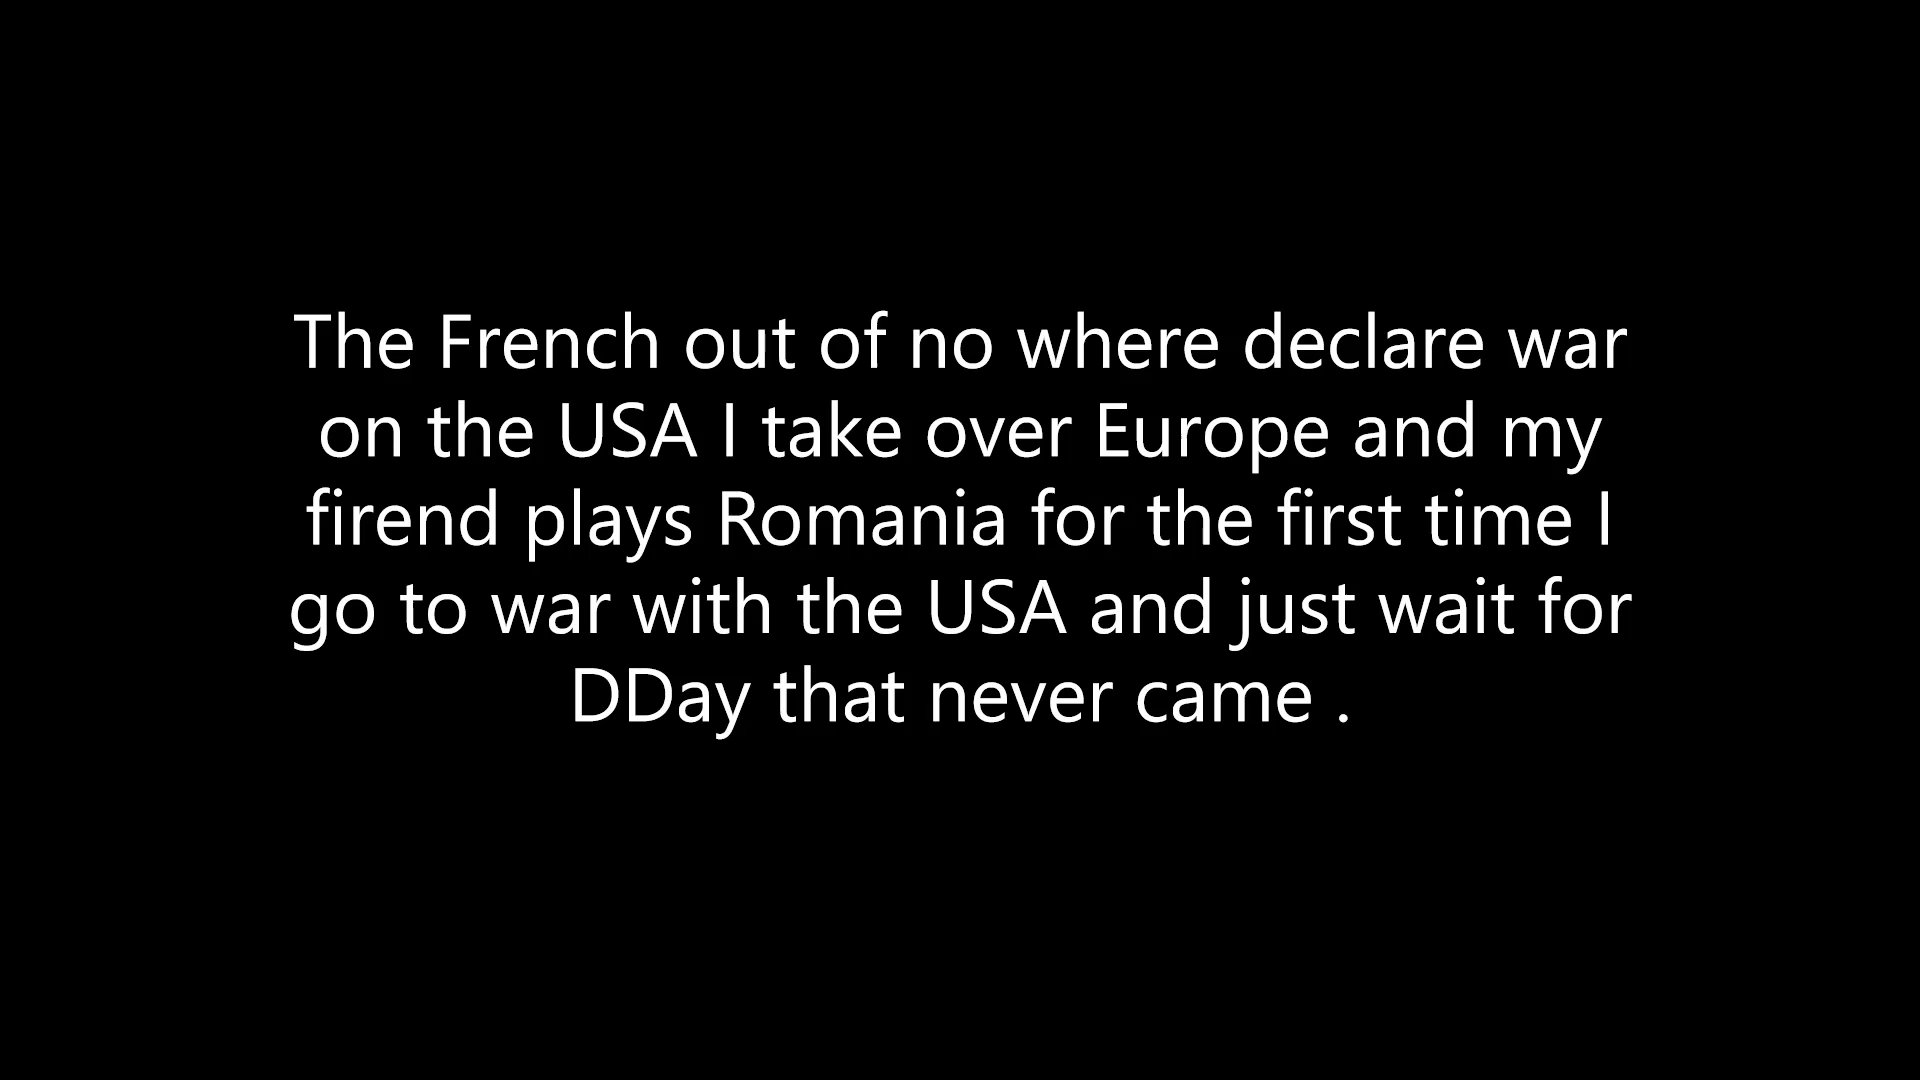 The French out of no where declare war
on the USA I take over Europe and my
firend plays Romania for the first time I
go to war with the USA and just wait for
DDay that never came .